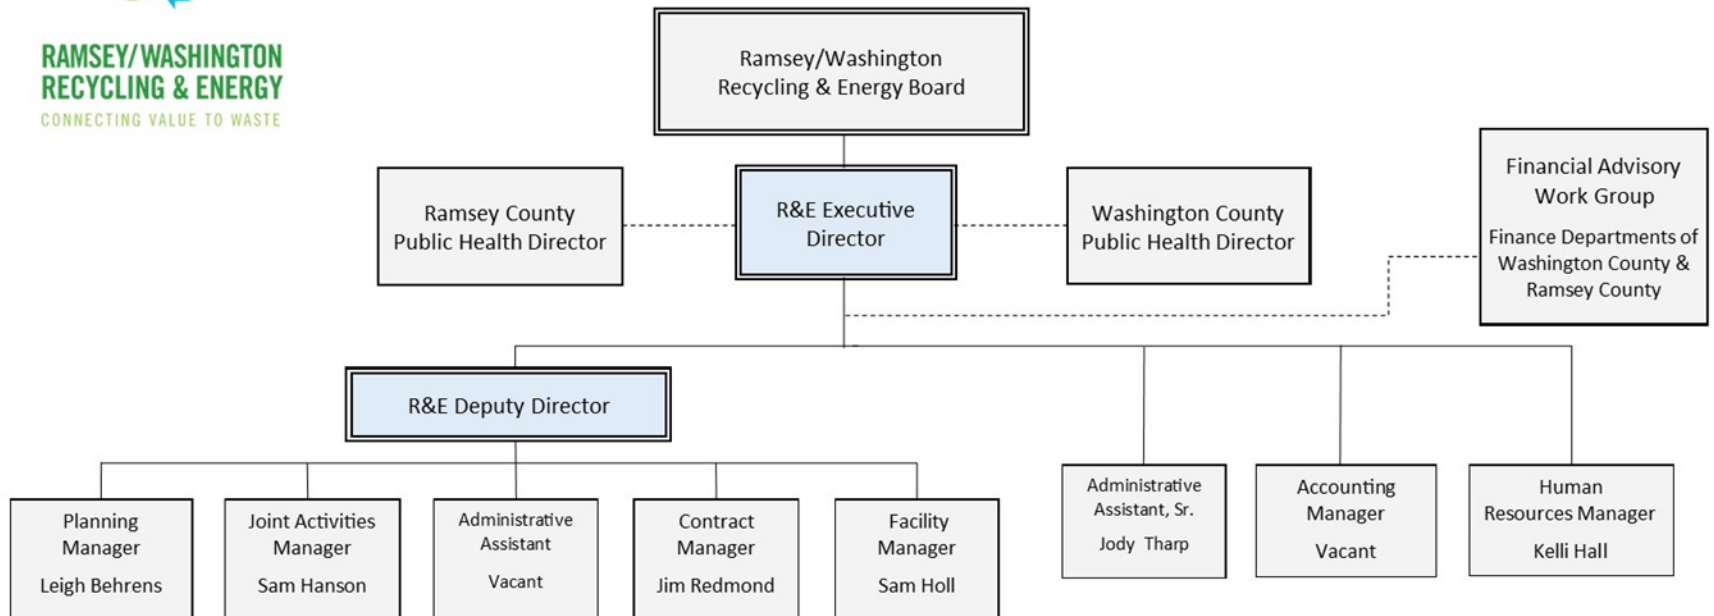 RAMSEY/WASHINGTON
RECYCLING & ENERGY
CONNECTING VALUE TO WASTE
Ramsey/Washington
Recycling & Energy Board
Ramsey County
Public Health Director
R&E Executive
Director
Washington County
Public Health Director
Financial Advisory
Work Group
Finance Departments of
Washington County &
Ramsey County
R&E Deputy Director
Planning
Manager
Leigh Behrens
Joint Activities
Manager
Sam Hanson
Administrative
Assistant
Vacant
Contract
Manager
Jim Redmond
Facility
Manager
Sam Holl
Administrative
Assistant, Sr.
Jody Tharp
Accounting
Manager
Vacant
Human
Resources Manager
Kelli Hall